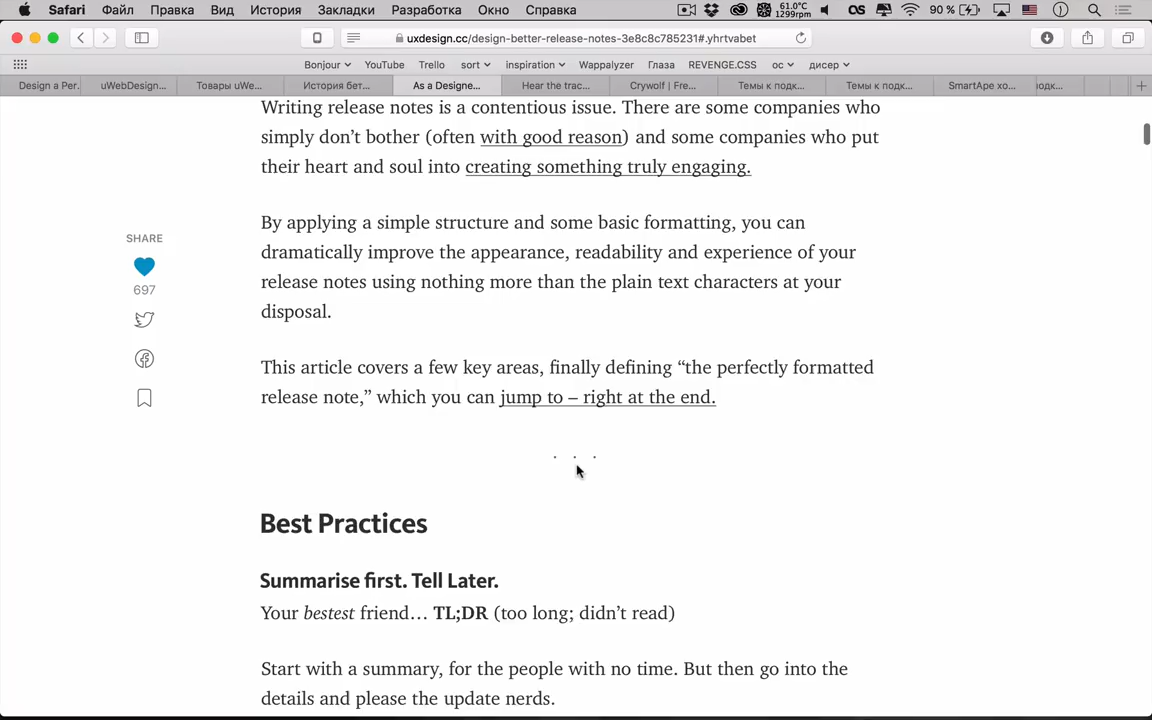 Safari Файл Правка Вид История Закладки Разработка Окно Справка 61.0°C 1299rpm 90 %
uxdesign.cc/design-better-release-notes-3e8c8c785231#.yhrtvabet
Bonjour YouTube Trello sort inspiration Wappalyzer Глаза REVENGE.CSS ос дисер
Design a Per. uWebDesign... Товары uWe... История бет... As a Designe... Hear the trac... Crywolf | Fre... Темы к подк... Темы к подк... SmartApe хо... юдк...
Writing release notes is a contentious issue. There are some companies who
simply don’t bother (often with good reason) and some companies who put
their heart and soul into creating something truly engaging.
By applying a simple structure and some basic formatting, you can
dramatically improve the appearance, readability and experience of your
release notes using nothing more than the plain text characters at your
disposal.
SHARE
697
This article covers a few key areas, finally defining “the perfectly formatted
release note,” which you can jump to – right at the end.
. . .
Best Practices
Summarise first. Tell Later.
Your bestest friend… TL;DR (too long; didn’t read)
Start with a summary, for the people with no time. But then go into the
details and please the update nerds.